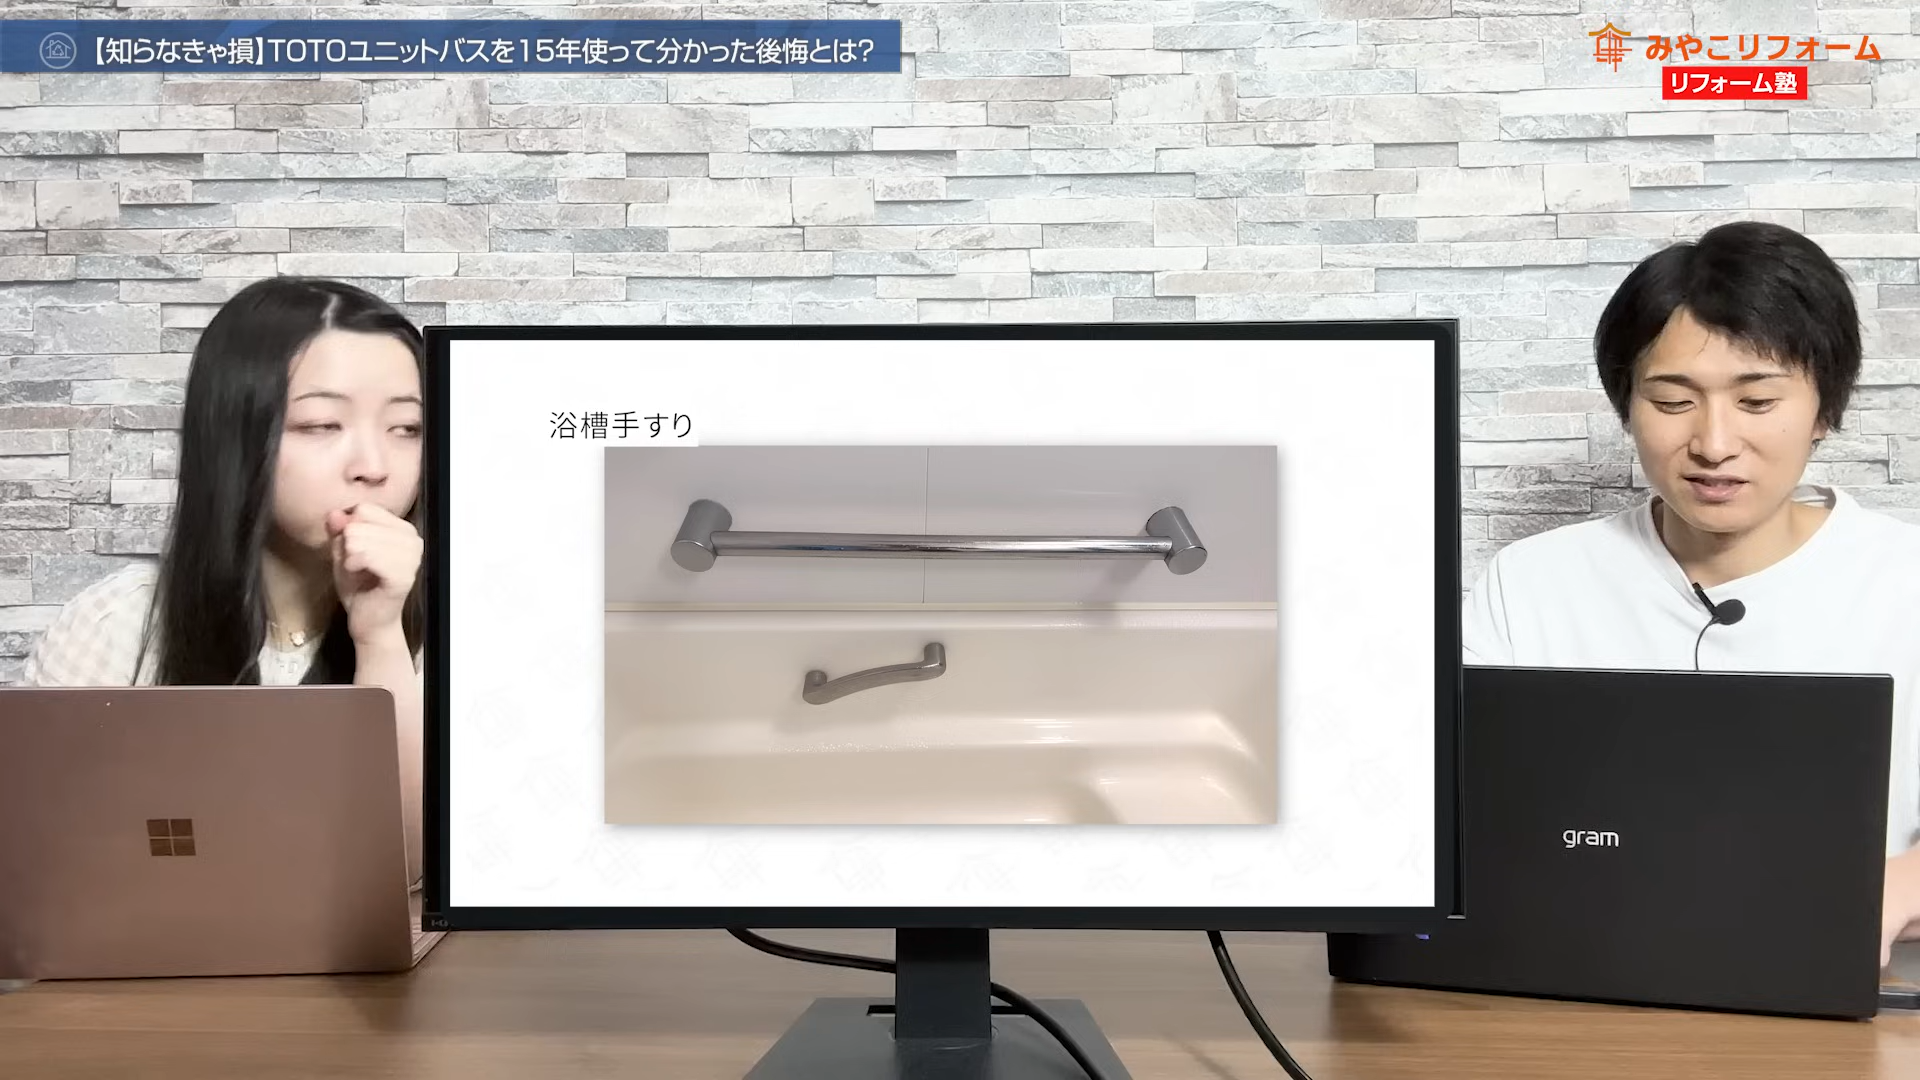 【知らなきゃ損】TOTOユニットバスを15年使って分かった後悔とは?
みやこリフォーム
リフォーム塾
浴槽手すり
gram